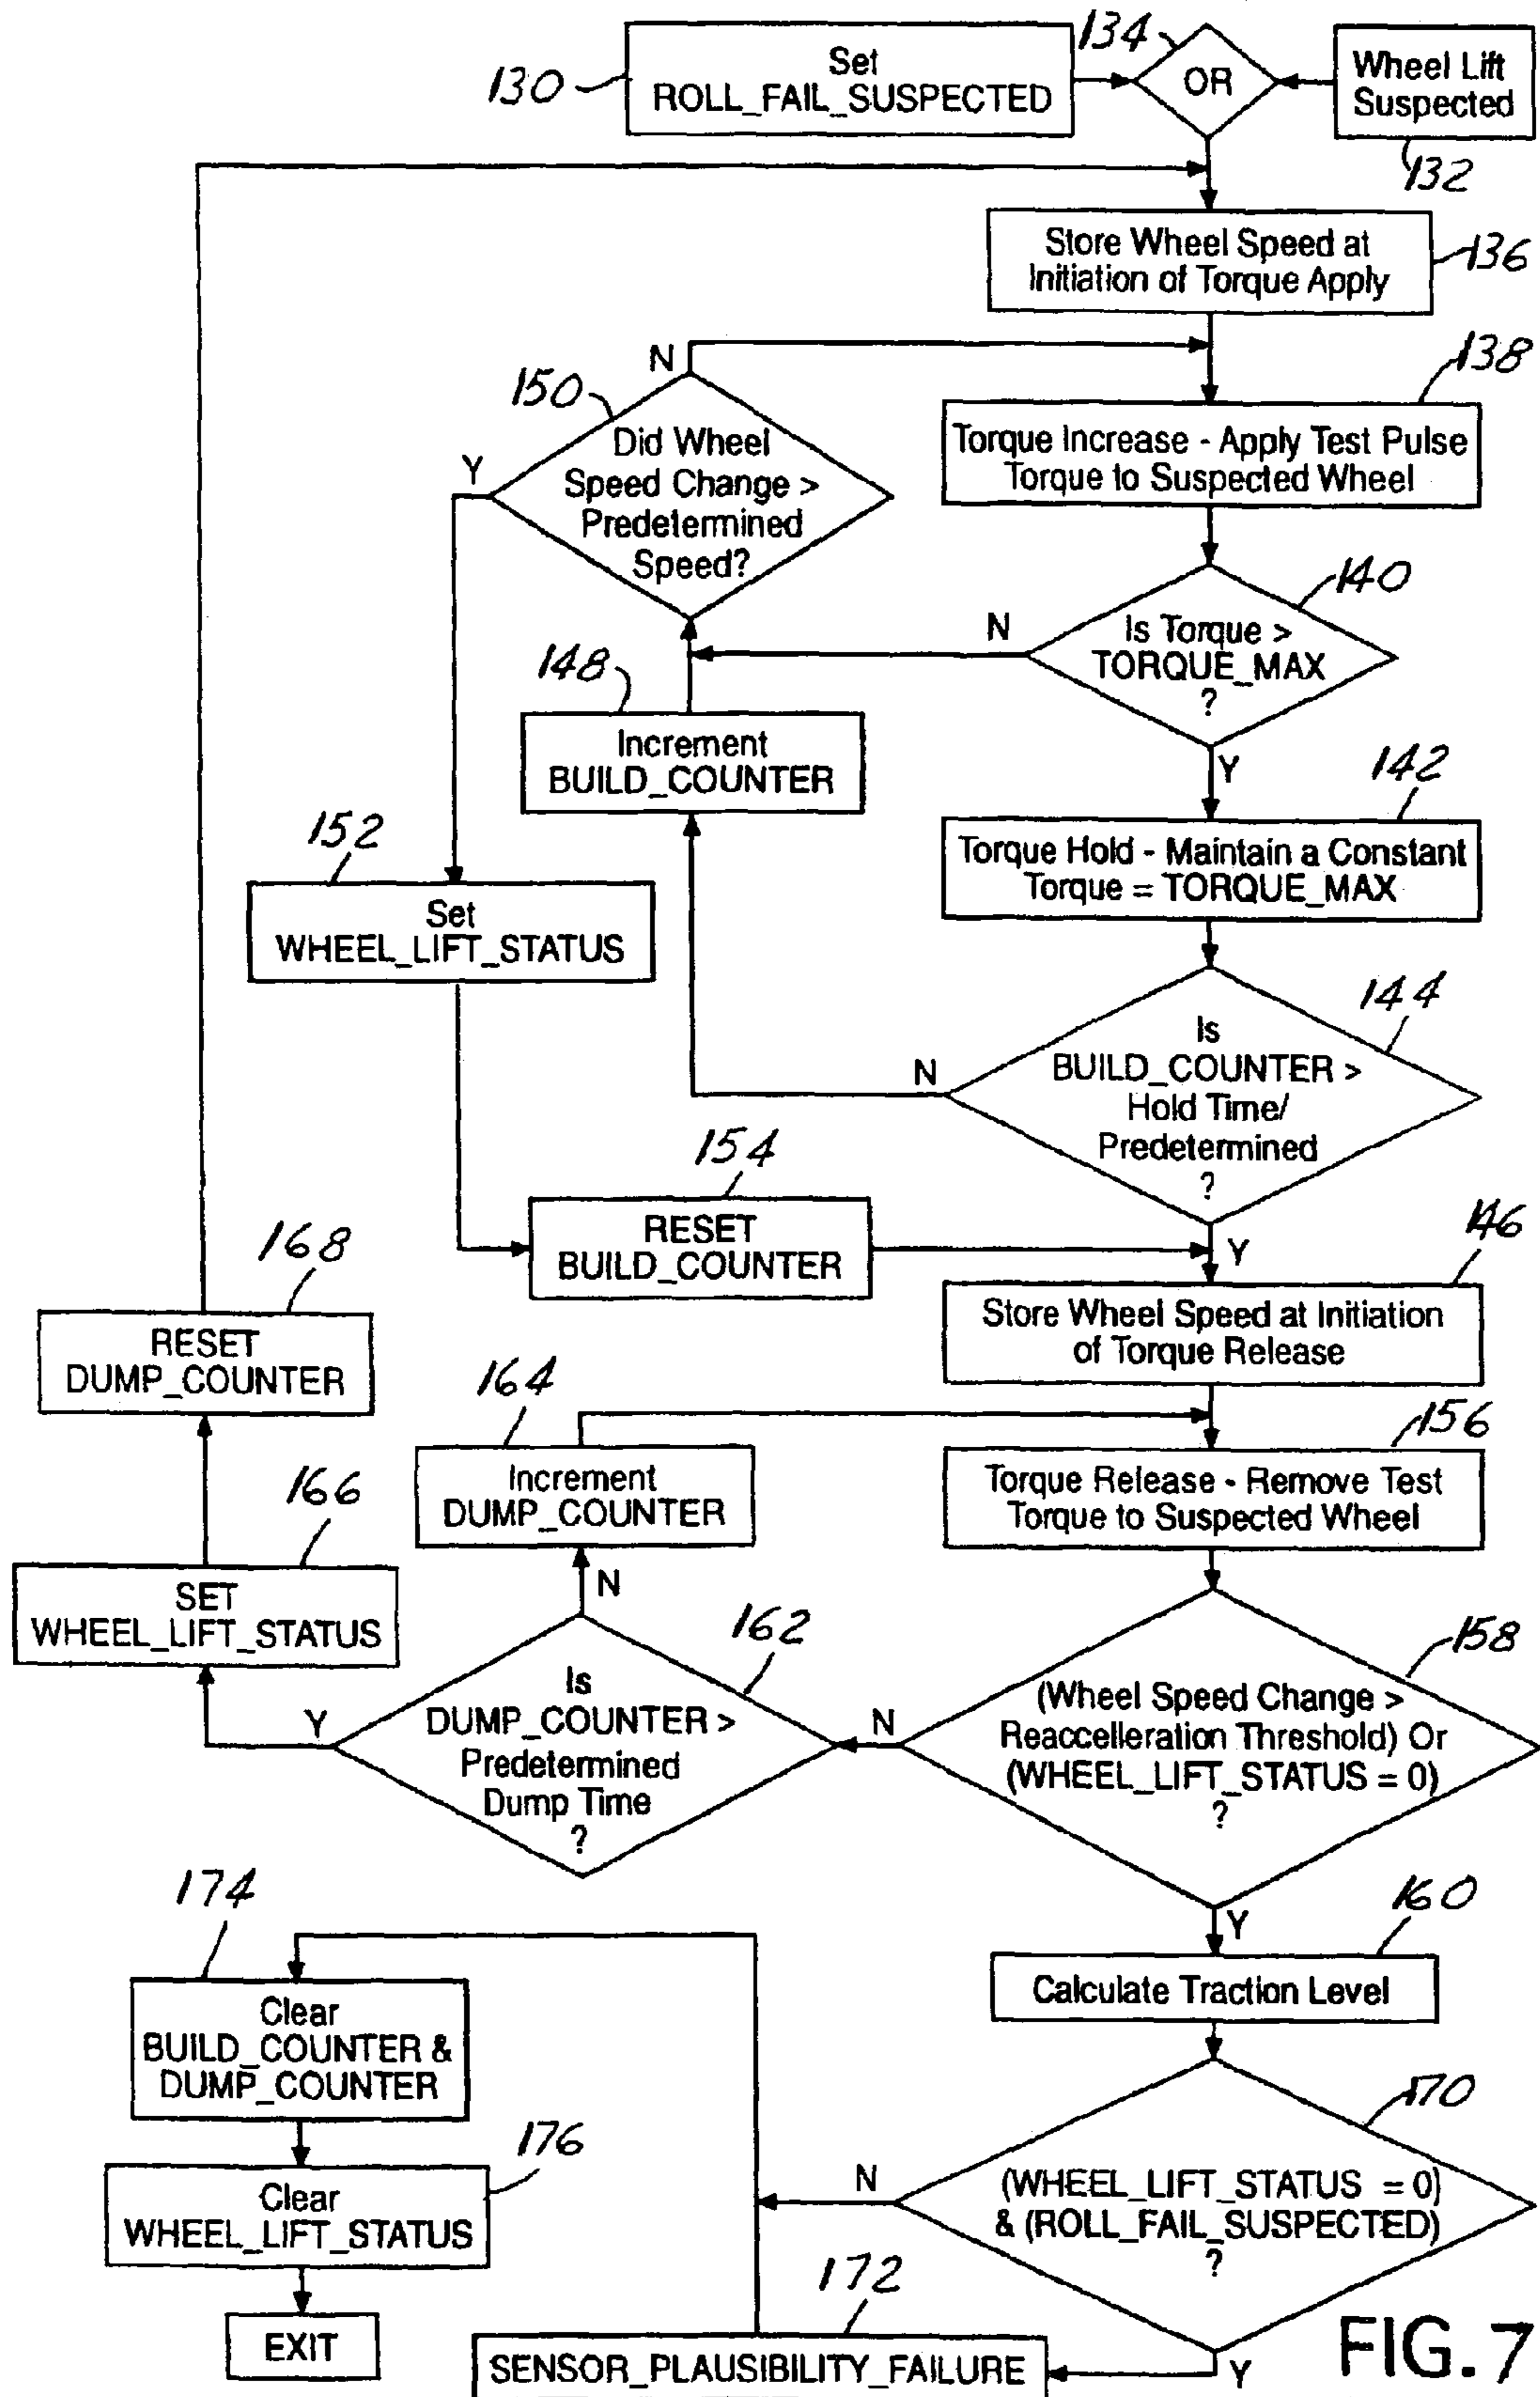 130
Set
ROLL_FAIL_SUSPECTED
134
OR
Wheel Lift
Suspected
132
Store Wheel Speed at
Initiation of Torque Apply
136
N
150
Did Wheel
Speed Change >
Predetermined
Speed?
Y
138
Torque Increase - Apply Test Pulse
Torque to Suspected Wheel
140
Is Torque >
TORQUE_MAX
?
N
Y
148
Increment
BUILD_COUNTER
142
Torque Hold - Maintain a Constant
Torque = TORQUE_MAX
152
Set
WHEEL_LIFT_STATUS
144
Is
BUILD_COUNTER >
Hold Time/
Predetermined
?
N
Y
154
RESET
BUILD_COUNTER
146
Store Wheel Speed at Initiation
of Torque Release
168
RESET
DUMP_COUNTER
164
Increment
DUMP_COUNTER
156
Torque Release - Remove Test
Torque to Suspected Wheel
166
SET
WHEEL_LIFT_STATUS
N
162
Is
DUMP_COUNTER >
Predetermined
Dump Time
?
Y
158
(Wheel Speed Change >
Reaccelleration Threshold) Or
(WHEEL_LIFT_STATUS = 0)
?
N
Y
160
Calculate Traction Level
174
Clear
BUILD_COUNTER &
DUMP_COUNTER
170
(WHEEL_LIFT_STATUS = 0)
& (ROLL_FAIL_SUSPECTED)
?
N
Y
176
Clear
WHEEL_LIFT_STATUS
EXIT
172
SENSOR_PLAUSIBILITY_FAILURE
FIG. 7